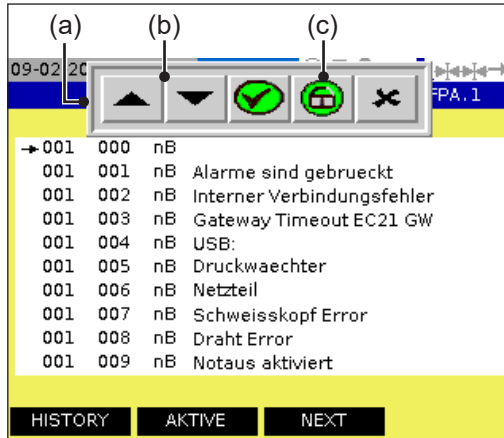 (a) (b) (c)
09-02-20
FPA.1
001 000 nB
001 001 nB Alarme sind gebrueckt
001 002 nB Interner Verbindungsfehler
001 003 nB Gateway Timeout EC21 GW
001 004 nB USB:
001 005 nB Druckwaechter
001 006 nB Netzteil
001 007 nB Schweisskopf Error
001 008 nB Draht Error
001 009 nB Notaus aktiviert
HISTORY AKTIVE NEXT